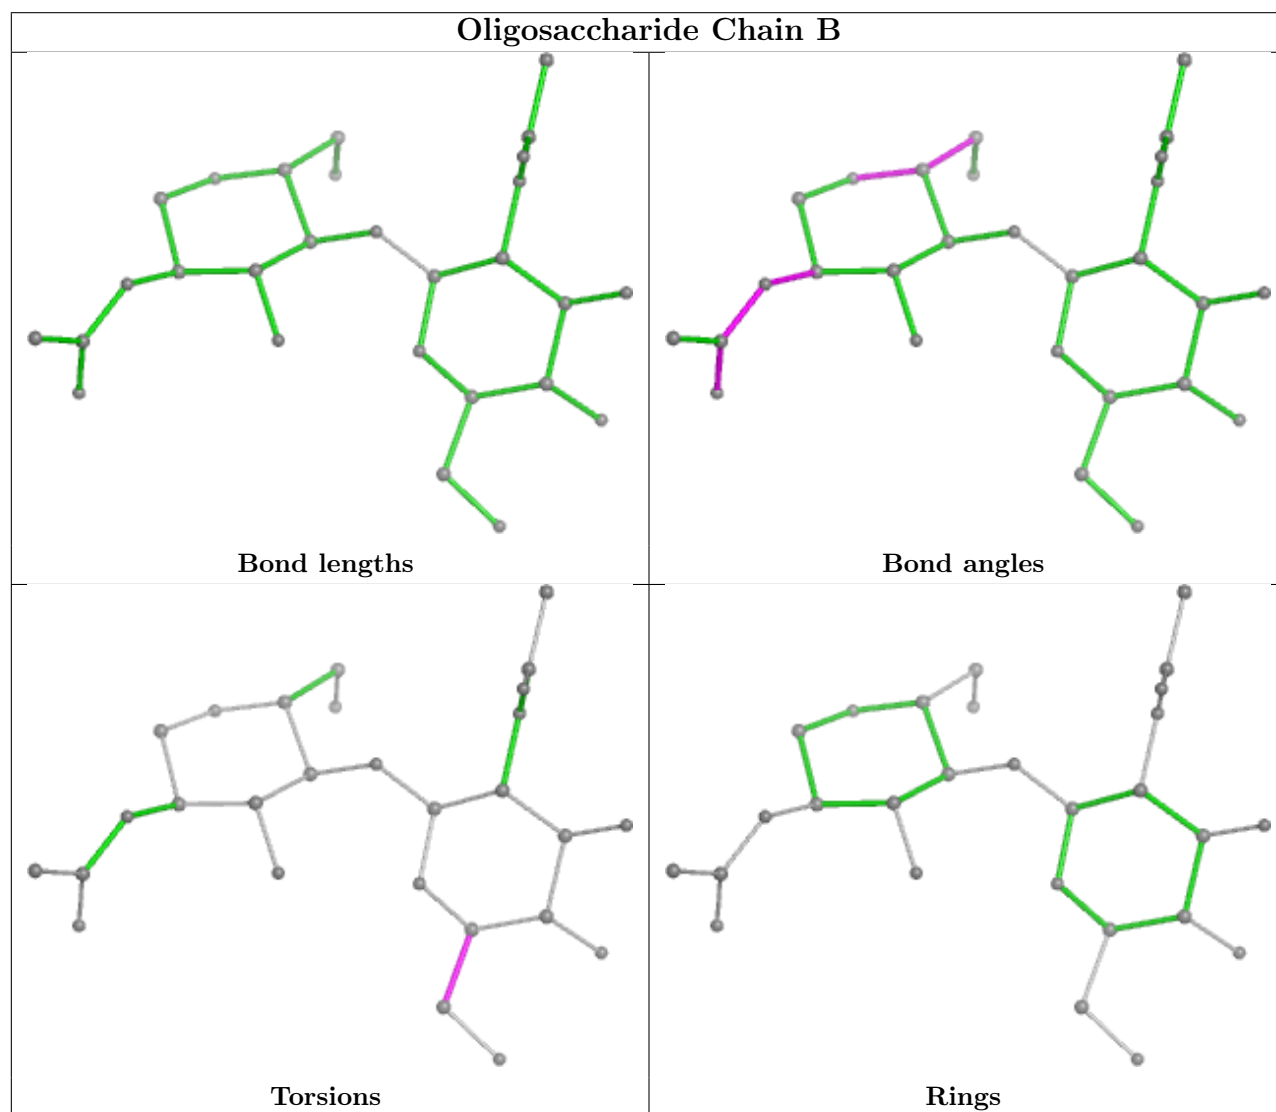 Oligosaccharide Chain B
Bond lengths
Bond angles
Torsions
Rings